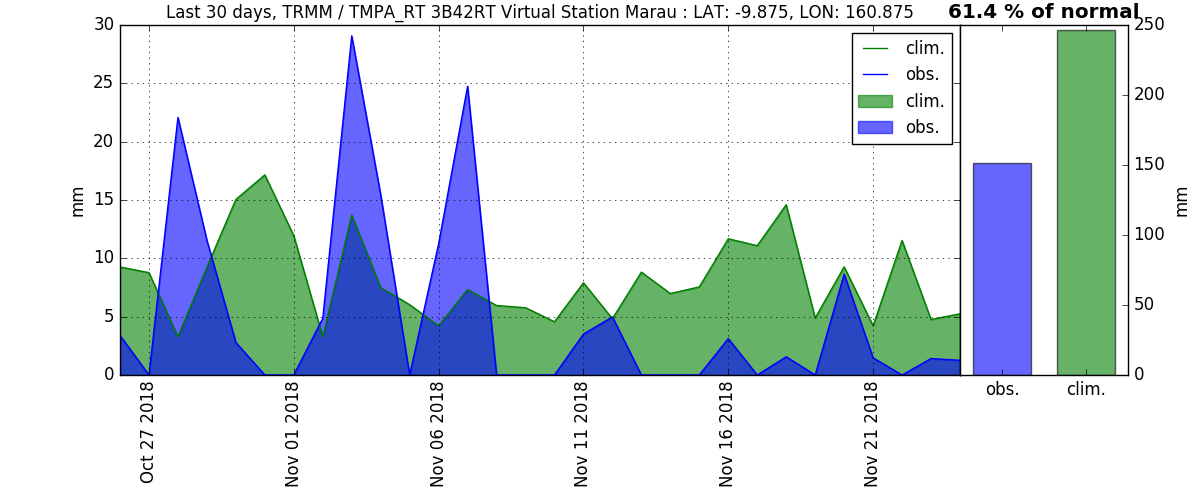 Last 30 days, TRMM / TMPA_RT 3B42RT Virtual Station Marau : LAT: -9.875, LON: 160.875
61.4 % of normal
mm
30
25
20
15
10
5
0
clim.
obs.
clim.
obs.
Oct 27 2018
Nov 01 2018
Nov 06 2018
Nov 11 2018
Nov 16 2018
Nov 21 2018
250
200
150
100
50
0
mm
obs.
clim.